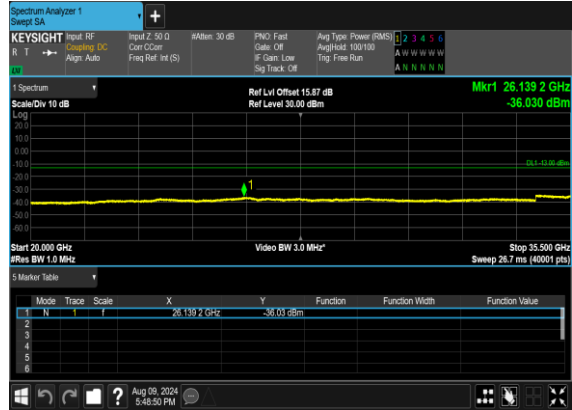 Spectrum Analyzer 1
Swept SA
+
KEYSIGHT Input: RF Input Z: 50 Ω #Atten: 30 dB PNO: Fast Avg Type: Power (RMS) 1 2 3 4 5 6
R T Coupling: DC Corr CCorr Gate: Off Avg|Hold: 100/100 A W W W W W
Align: Auto Freq Ref: Int (S) IF Gain: Low Trig: Free Run
LV Sig Track: Off A N N N N N
1 Spectrum Ref Lvl Offset 15.87 dB Mkr1 26.139 2 GHz
Scale/Div 10 dB Ref Level 30.00 dBm -36.030 dBm
Log
20.0
10.0
0.00
-10.0
DL1 -13.00 dBm
-20.0
-30.0
1
-40.0
-50.0
-60.0
Start 20.000 GHz Video BW 3.0 MHz* Stop 35.500 GHz
#Res BW 1.0 MHz Sweep 26.7 ms (40001 pts)
5 Marker Table
Mode Trace Scale X Y Function Function Width Function Value
1 N 1 f 26.139 2 GHz -36.03 dBm
2
3
4
5
6
? Aug 09, 2024
5:48:50 PM